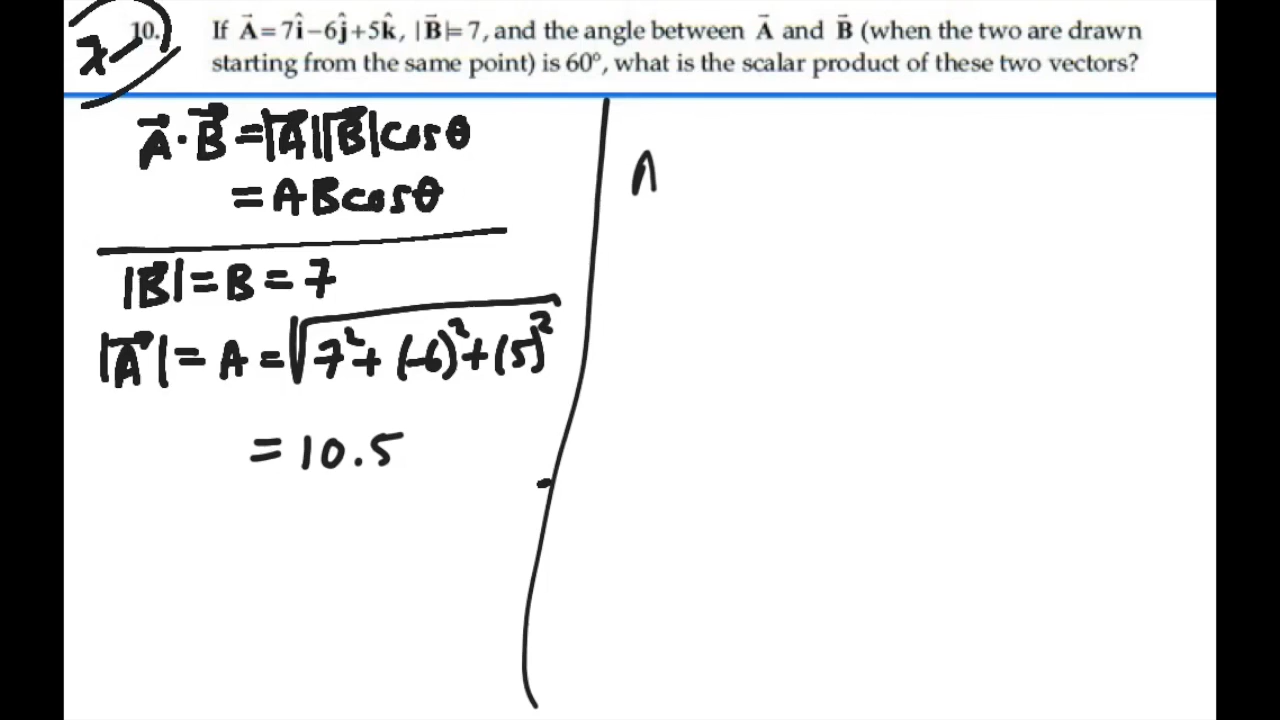 10. If A⃗=7î−6ĵ+5k̂, |B⃗|=7, and the angle between A⃗ and B⃗ (when the two are drawn
starting from the same point) is 60°, what is the scalar product of these two vectors?
A⃗·B⃗=|A⃗||B⃗|cosθ
=ABcosθ
|B⃗|=B=7
|A⃗|=A=√7²+(-6)²+(5)²
=10.5